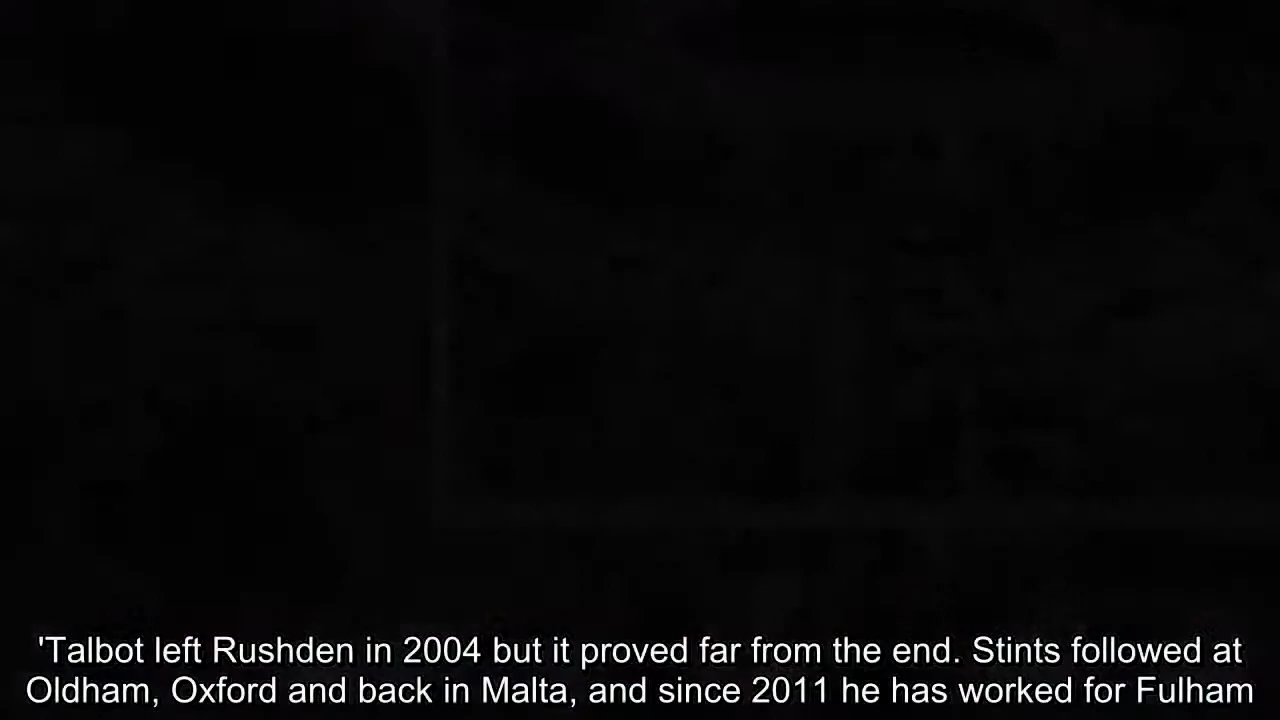 'Talbot left Rushden in 2004 but it proved far from the end. Stints followed at
Oldham, Oxford and back in Malta, and since 2011 he has worked for Fulham